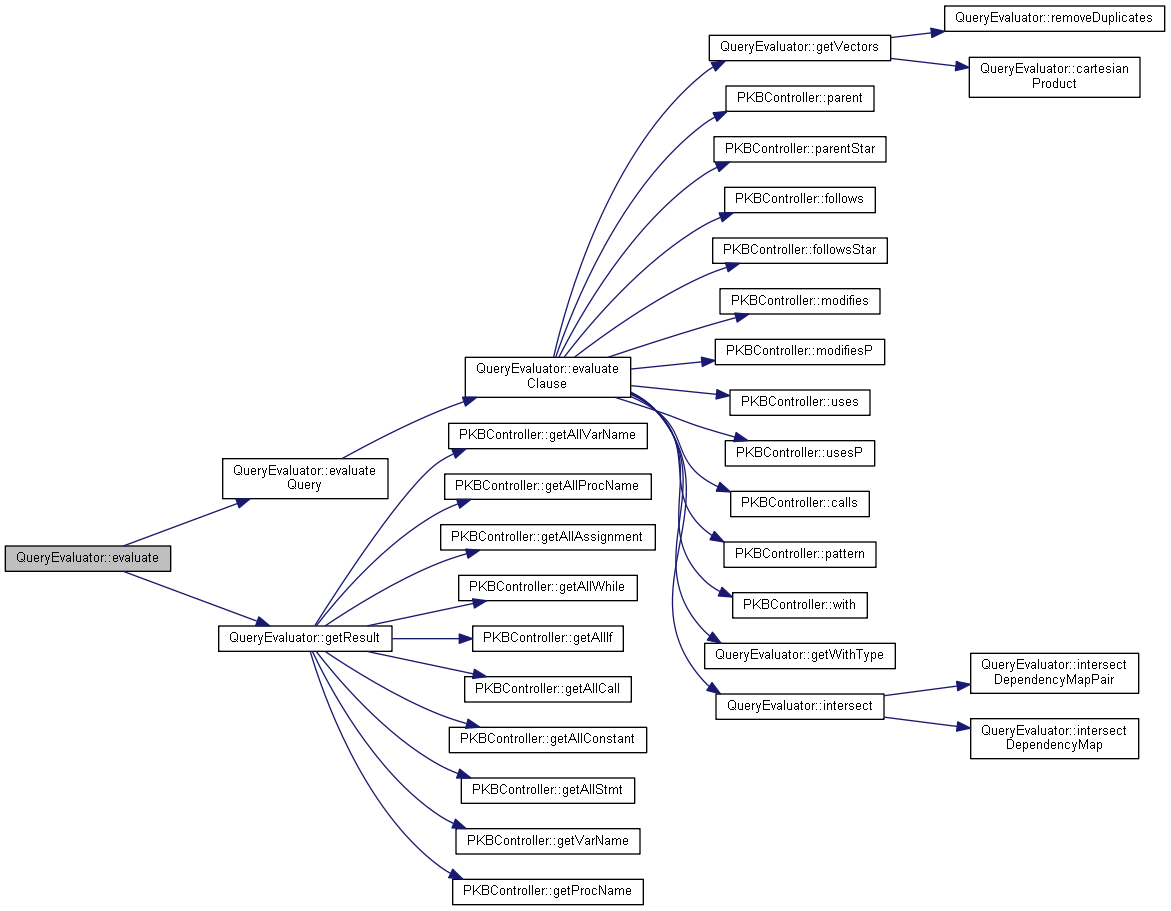 QueryEvaluator::removeDuplicates
QueryEvaluator::getVectors
QueryEvaluator::cartesian
Product
PKBController::parent
PKBController::parentStar
PKBController::follows
PKBController::followsStar
PKBController::modifies
PKBController::modifiesP
QueryEvaluator::evaluate
Clause
PKBController::uses
PKBController::getAllVarName
PKBController::usesP
QueryEvaluator::evaluate
Query
PKBController::getAllProcName
PKBController::calls
PKBController::getAllAssignment
PKBController::pattern
QueryEvaluator::evaluate
PKBController::getAllWhile
PKBController::with
QueryEvaluator::getResult
PKBController::getAllIf
QueryEvaluator::getWithType
QueryEvaluator::intersect
DependencyMapPair
PKBController::getAllCall
QueryEvaluator::intersect
QueryEvaluator::intersect
DependencyMap
PKBController::getAllConstant
PKBController::getAllStmt
PKBController::getVarName
PKBController::getProcName